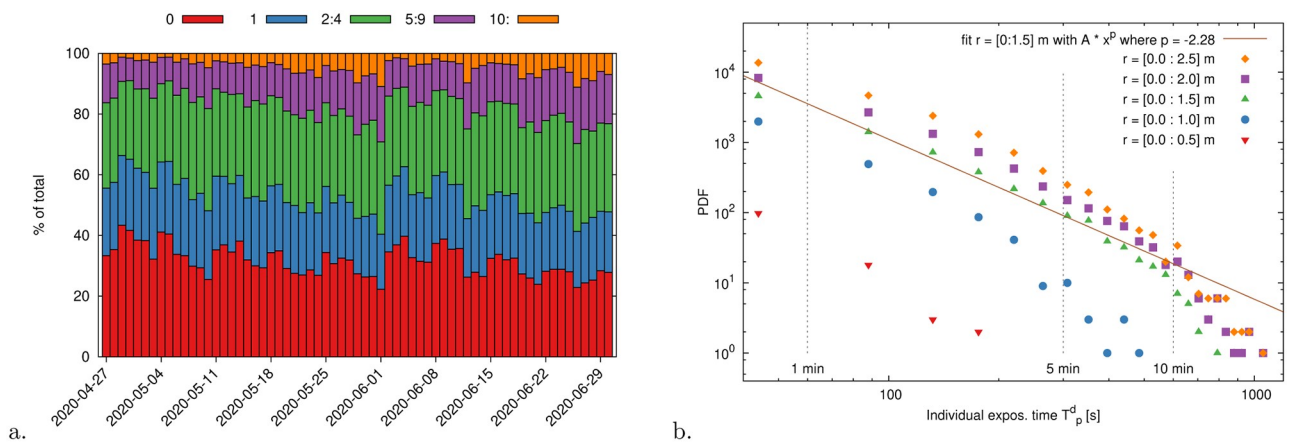 0 1 2:4 5:9 10:
100
80
60
40
20
0
% of total
2020-04-27 2020-05-04 2020-05-11 2020-05-18 2020-05-25 2020-06-01 2020-06-08 2020-06-15 2020-06-22 2020-06-29
a.
fit r = [0:1.5] m with A * x^p where p = -2.28
r = [0.0 : 2.5] m
r = [0.0 : 2.0] m
r = [0.0 : 1.5] m
r = [0.0 : 1.0] m
r = [0.0 : 0.5] m
10^4
10^3
10^2
10^1
10^0
PDF
1 min 5 min 10 min
100 1000
Individual expos. time T^d_p [s]
b.